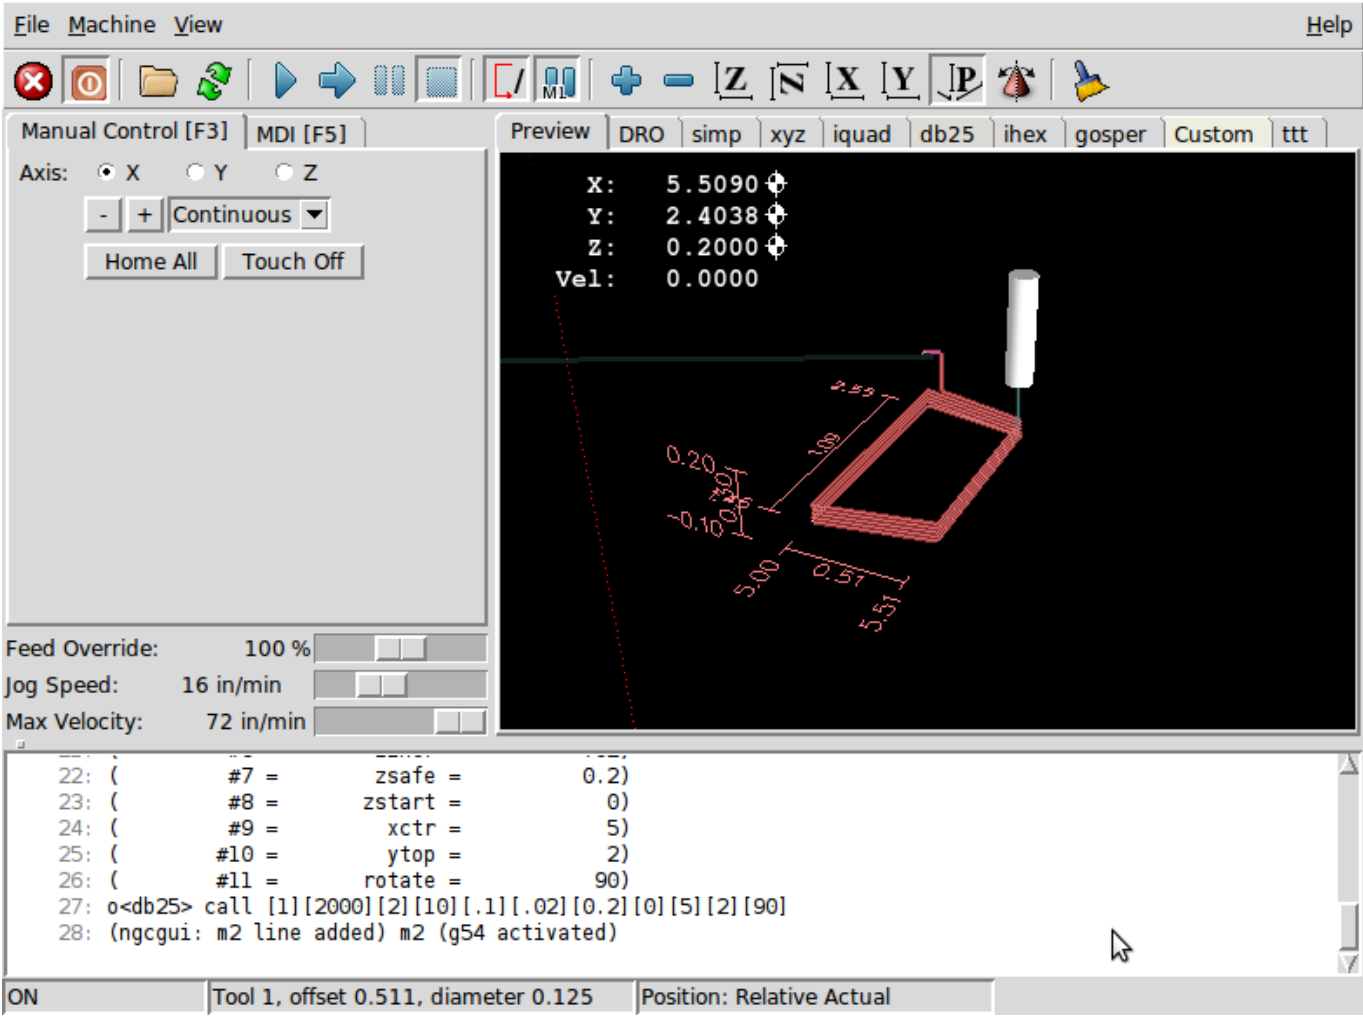 File Machine View Help
M1 Z N X Y P
Manual Control [F3] MDI [F5] Preview DRO simp xyz iquad db25 ihex gosper Custom ttt
Axis: X Y Z
- + Continuous
Home All Touch Off
X: 5.5090
Y: 2.4038
Z: 0.2000
Vel: 0.0000
1.09
0.20
-0.10
5.00
0.51
5.51
Feed Override: 100 %
Jog Speed: 16 in/min
Max Velocity: 72 in/min
22: ( #7 = zsafe = 0.2)
23: ( #8 = zstart = 0)
24: ( #9 = xctr = 5)
25: ( #10 = ytop = 2)
26: ( #11 = rotate = 90)
27: o<db25> call [1][2000][2][10][.1][.02][0.2][0][5][2][90]
28: (ngcgui: m2 line added) m2 (g54 activated)
ON Tool 1, offset 0.511, diameter 0.125 Position: Relative Actual